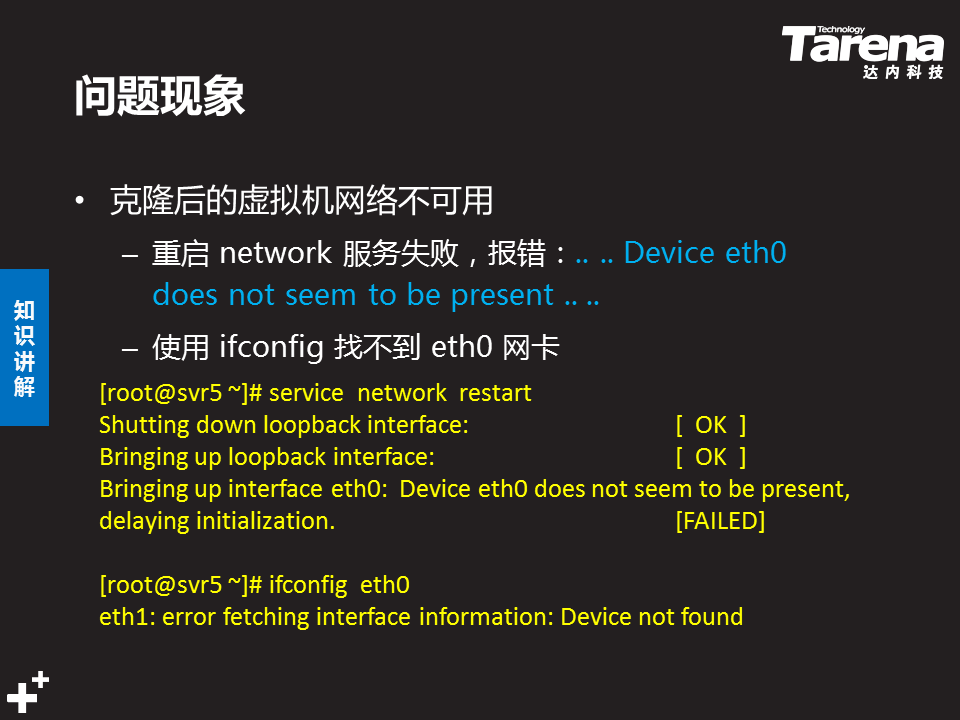 Technology
Tarena
达内科技
问题现象
• 克隆后的虚拟机网络不可用
– 重启 network 服务失败，报错：.. .. Device eth0
does not seem to be present .. ..
– 使用 ifconfig 找不到 eth0 网卡
知识讲解
[root@svr5 ~]# service network restart
Shutting down loopback interface: [ OK ]
Bringing up loopback interface: [ OK ]
Bringing up interface eth0: Device eth0 does not seem to be present,
delaying initialization. [FAILED]
[root@svr5 ~]# ifconfig eth0
eth1: error fetching interface information: Device not found